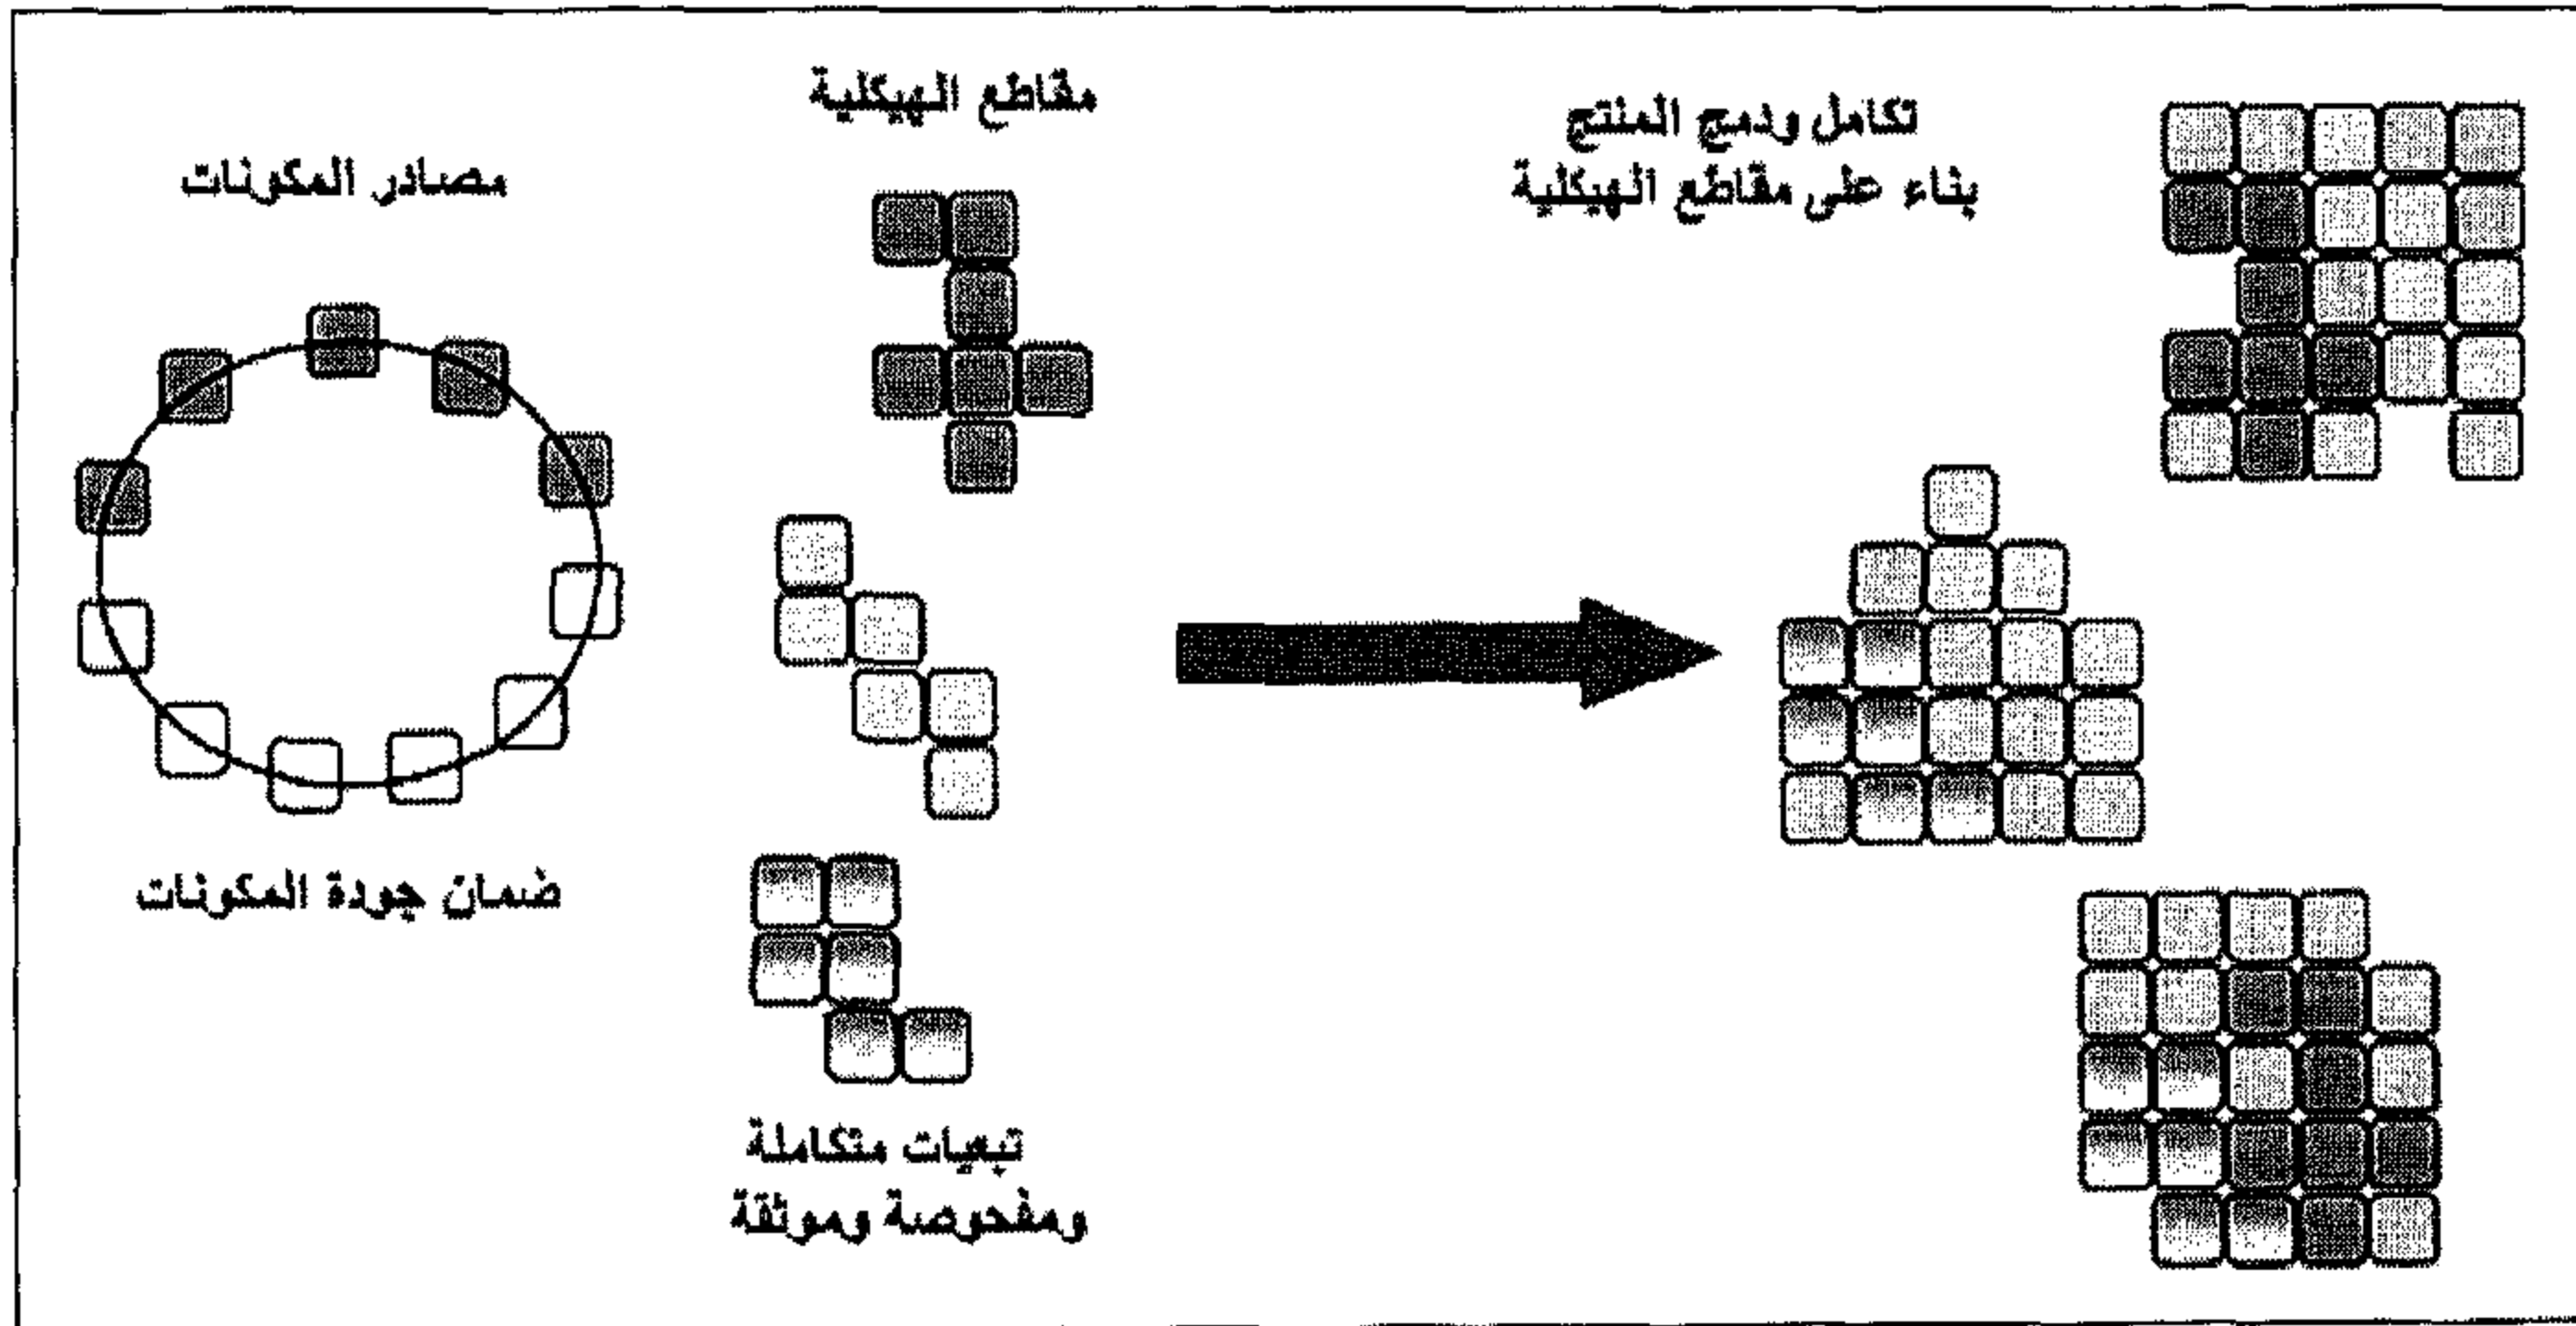 مقاطع الهيكلية
تكامل ودمج المنتج
بناء على مقاطع الهيكلية
مصادر المكونات
ضمان جودة المكونات
تبعيات متكاملة
ومفحوصة وموثقة